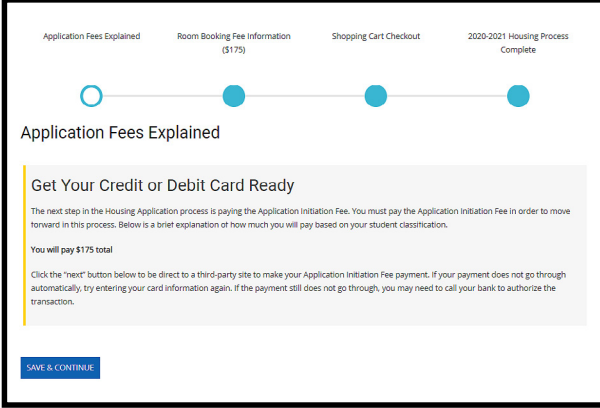 Application Fees Explained
Room Booking Fee Information
($175)
Shopping Cart Checkout
2020-2021 Housing Process
Complete
Application Fees Explained
Get Your Credit or Debit Card Ready
The next step in the Housing Application process is paying the Application Initiation Fee. You must pay the Application Initiation Fee in order to move
forward in this process. Below is a brief explanation of how much you will pay based on your student classification.
You will pay $175 total
Click the "next" button below to be direct to a third-party site to make your Application Initiation Fee payment. If your payment does not go through
automatically, try entering your card information again. If the payment still does not go through, you may need to call your bank to authorize the
transaction.
SAVE & CONTINUE